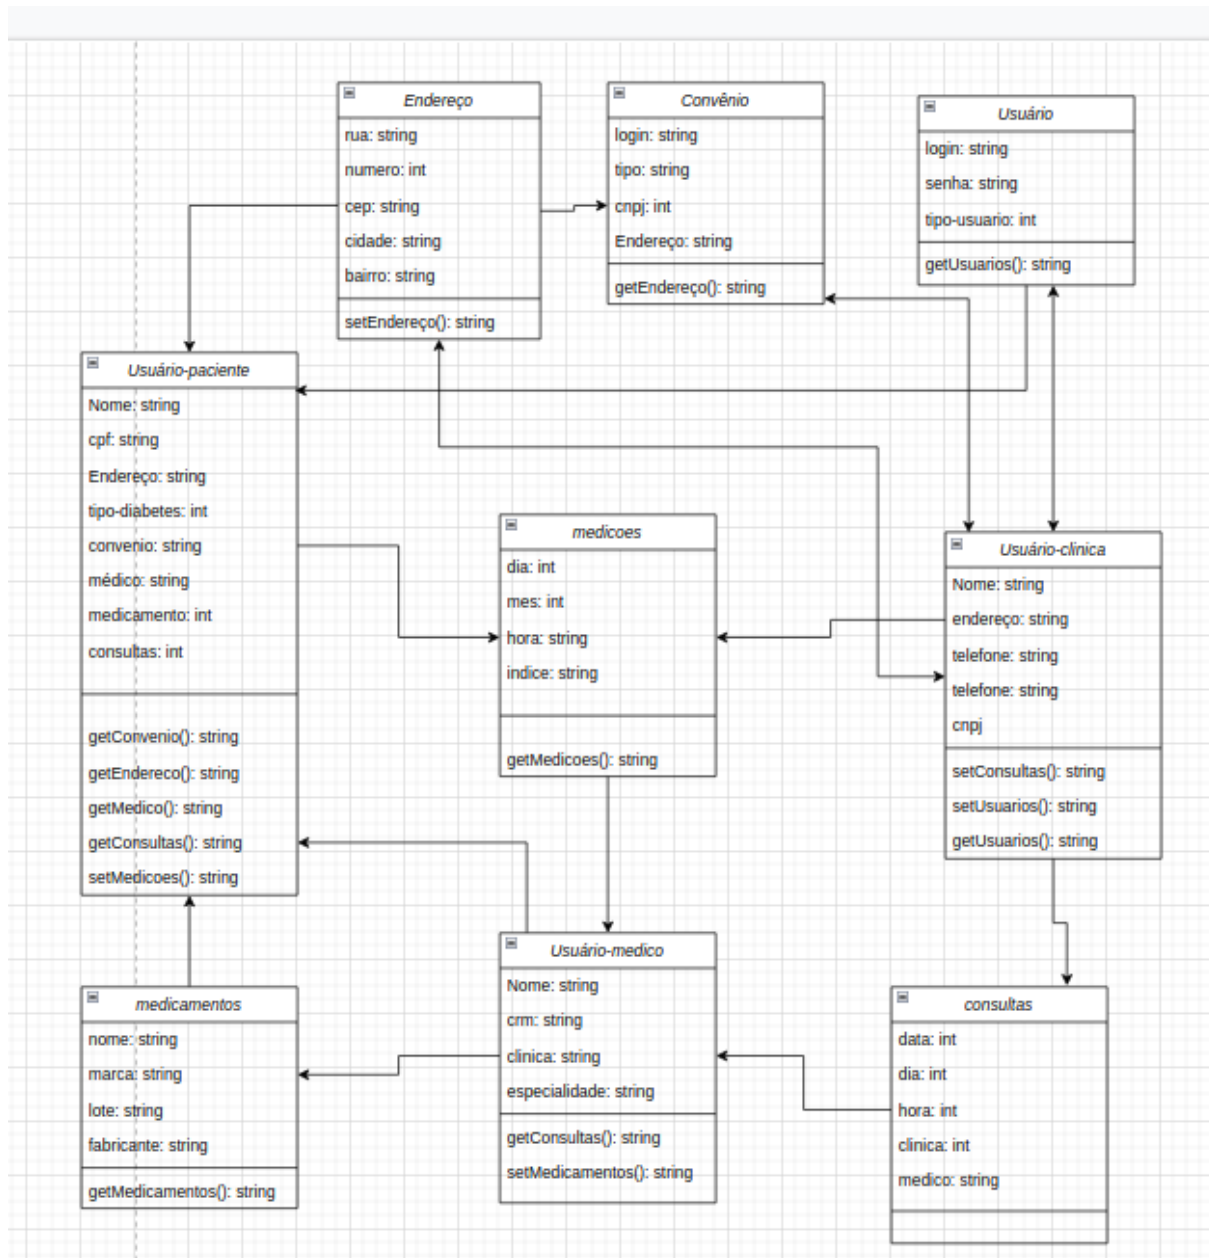 Endereço
rua: string
numero: int
cep: string
cidade: string
bairro: string
setEndereço(): string
Convênio
login: string
tipo: string
cnpj: int
Endereço: string
getEndereço(): string
Usuário
login: string
senha: string
tipo-usuario: int
getUsuarios(): string
Usuário-paciente
Nome: string
cpf: string
Endereço: string
tipo-diabetes: int
convenio: string
médico: string
medicamento: int
consultas: int
getConvenio(): string
getEndereco(): string
getMedico(): string
getConsultas(): string
setMedicoes(): string
medicoes
dia: int
mes: int
hora: string
indice: string
getMedicoes(): string
Usuário-clinica
Nome: string
endereço: string
telefone: string
telefone: string
cnpj
setConsultas(): string
setUsuarios(): string
getUsuarios(): string
medicamentos
nome: string
marca: string
lote: string
fabricante: string
getMedicamentos(): string
Usuário-medico
Nome: string
crm: string
clinica: string
especialidade: string
getConsultas(): string
setMedicamentos(): string
consultas
data: int
dia: int
hora: int
clinica: int
medico: string